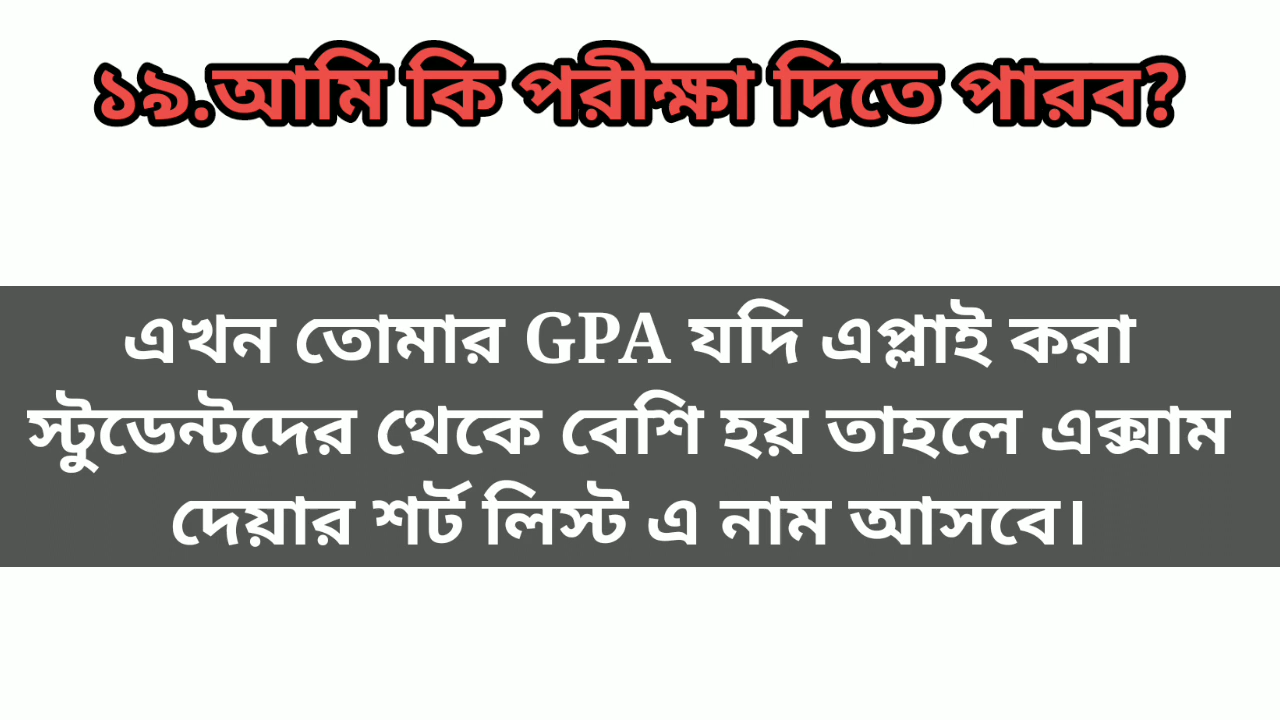 ১৯.আমি কি পরীক্ষা দিতে পারব?
এখন তোমার GPA যদি এপ্লাই করা
স্টুডেন্টদের থেকে বেশি হয় তাহলে এক্সাম
দেয়ার শর্ট লিস্ট এ নাম আসবে।